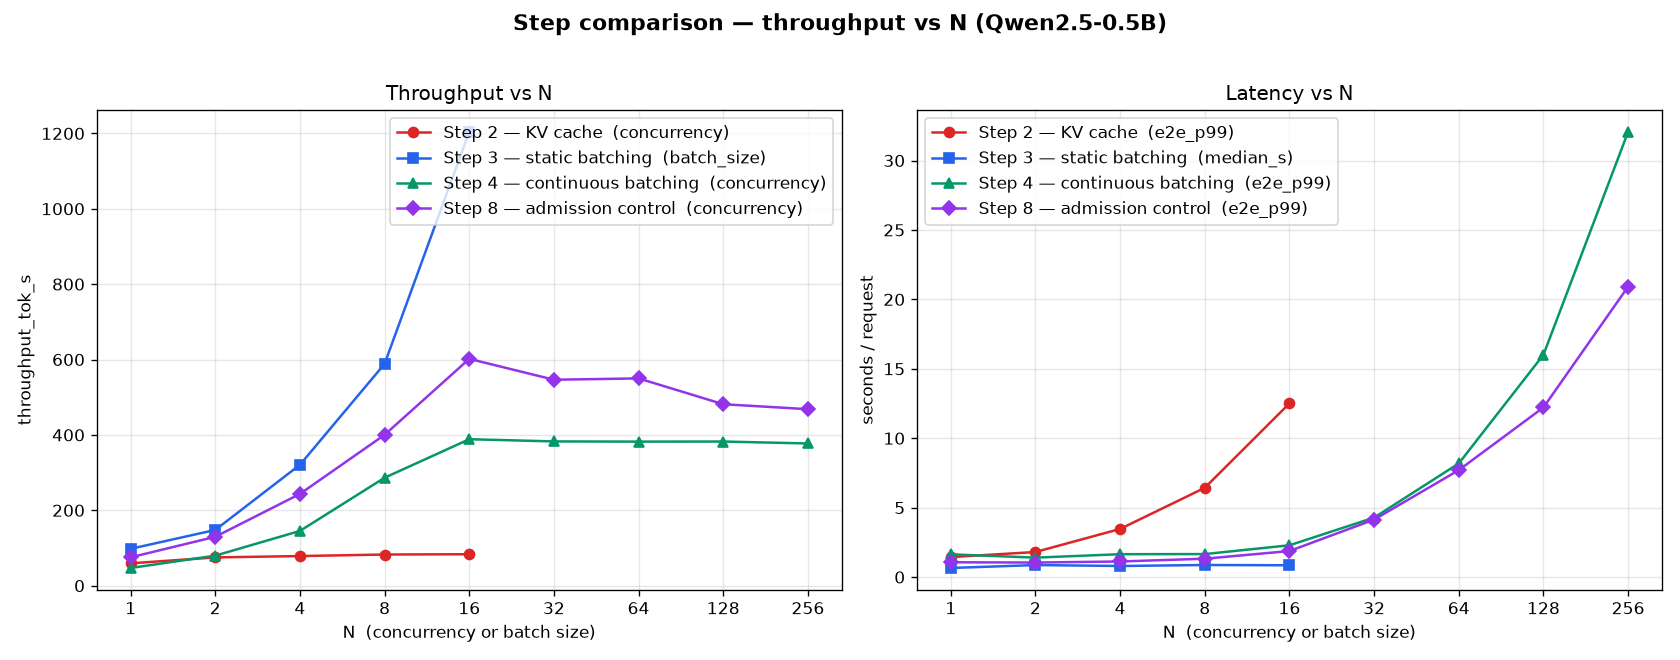 Step comparison — throughput vs N (Qwen2.5-0.5B)
Throughput vs N
throughput_tok_s
1200
1000
800
600
400
200
0
Step 2 — KV cache (concurrency)
Step 3 — static batching (batch_size)
Step 4 — continuous batching (concurrency)
Step 8 — admission control (concurrency)
1 2 4 8 16 32 64 128 256
N (concurrency or batch size)
Latency vs N
seconds / request
30
25
20
15
10
5
0
Step 2 — KV cache (e2e_p99)
Step 3 — static batching (median_s)
Step 4 — continuous batching (e2e_p99)
Step 8 — admission control (e2e_p99)
1 2 4 8 16 32 64 128 256
N (concurrency or batch size)